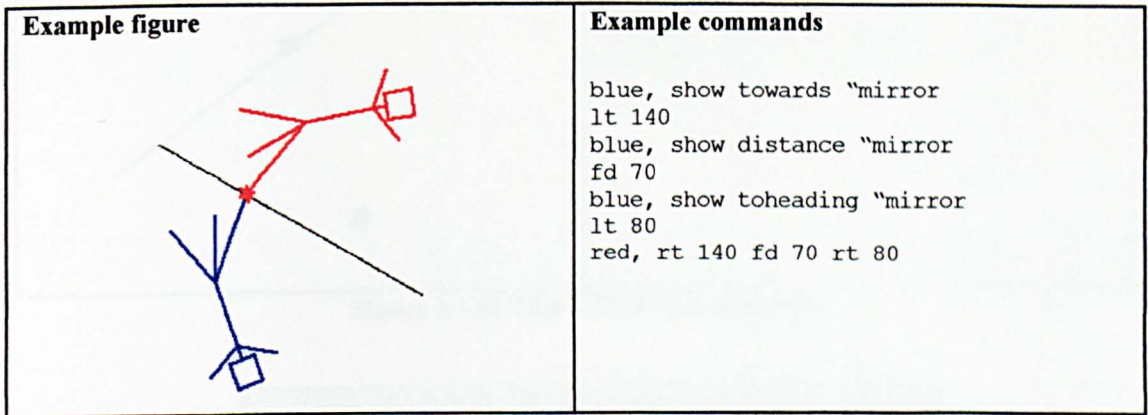 Example figure
Example commands
blue, show towards "mirror
lt 140
blue, show distance "mirror
fd 70
blue, show toheading "mirror
lt 80
red, rt 140 fd 70 rt 80